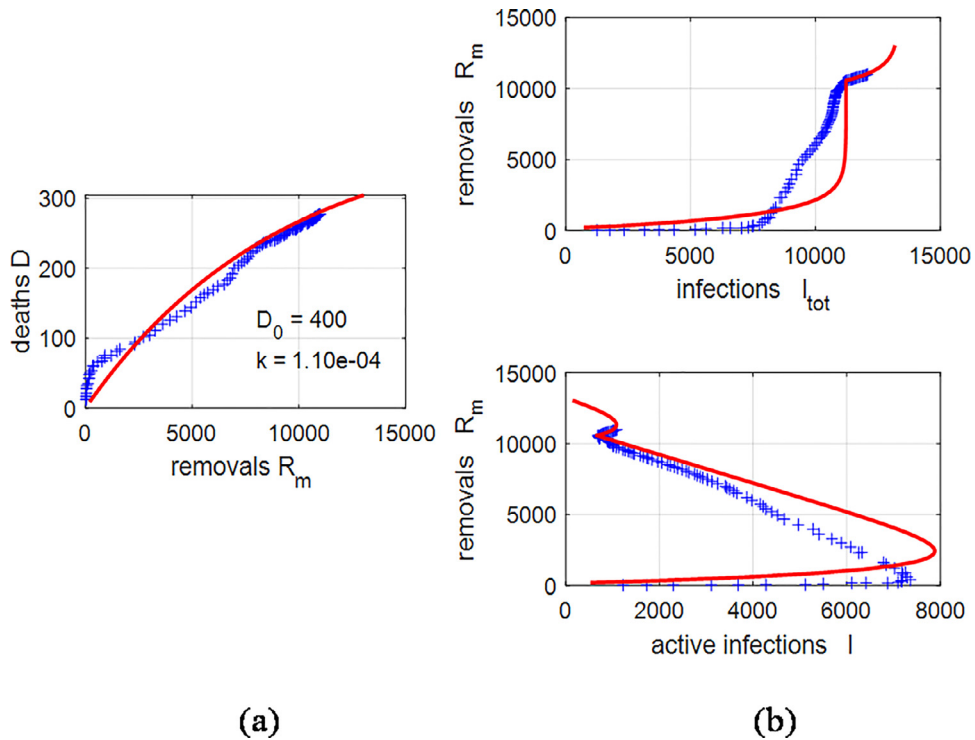 300
200
100
0
deaths D
D0 = 400
k = 1.10e-04
0 5000 10000 15000
removals Rm
(a)
15000
10000
5000
0
removals Rm
0 5000 10000 15000
infections Itot
15000
10000
5000
0
removals Rm
0 2000 4000 6000 8000
active infections I
(b)